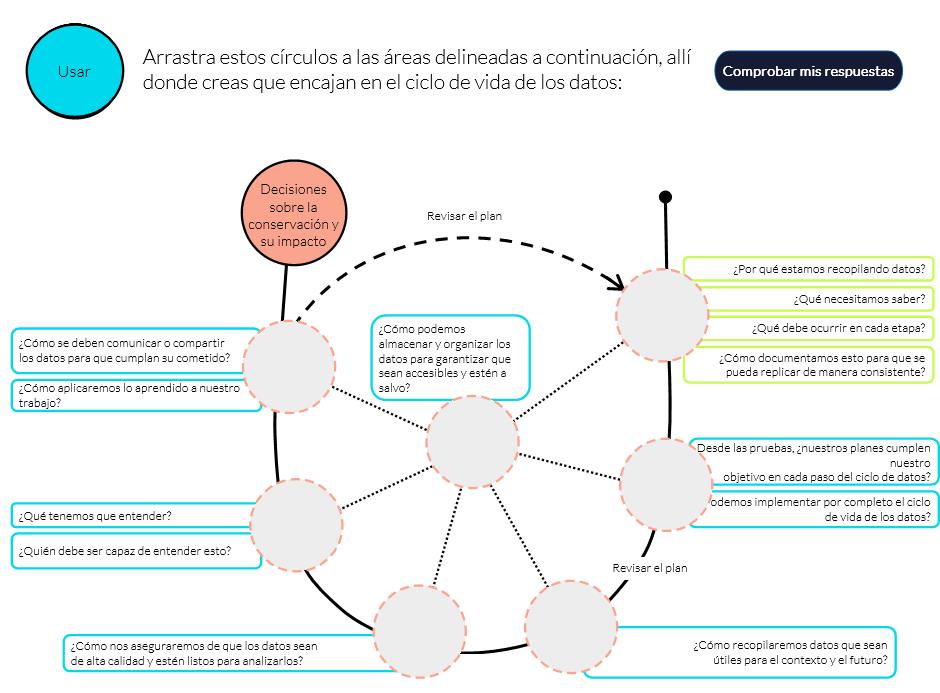 Usar
Arrastra estos círculos a las áreas delineadas a continuación, allí
donde creas que encajan en el ciclo de vida de los datos:
Comprobar mis respuestas
Decisiones
sobre la
conservación y
su impacto
Revisar el plan
¿Por qué estamos recopilando datos?
¿Qué necesitamos saber?
¿Qué debe ocurrir en cada etapa?
¿Cómo documentamos esto para que se
pueda replicar de manera consistente?
¿Cómo podemos
almacenar y organizar los
datos para garantizar que
sean accesibles y estén a
salvo?
¿Cómo se deben comunicar o compartir
los datos para que cumplan su cometido?
¿Cómo aplicaremos lo aprendido a nuestro
trabajo?
Desde las pruebas, ¿nuestros planes cumplen
nuestro
objetivo en cada paso del ciclo de datos?
odemos implementar por completo el ciclo
de vida de los datos?
¿Qué tenemos que entender?
¿Quién debe ser capaz de entender esto?
Revisar el plan
¿Cómo nos aseguraremos de que los datos sean
de alta calidad y estén listos para analizarlos?
¿Cómo recopilaremos datos que sean
útiles para el contexto y el futuro?